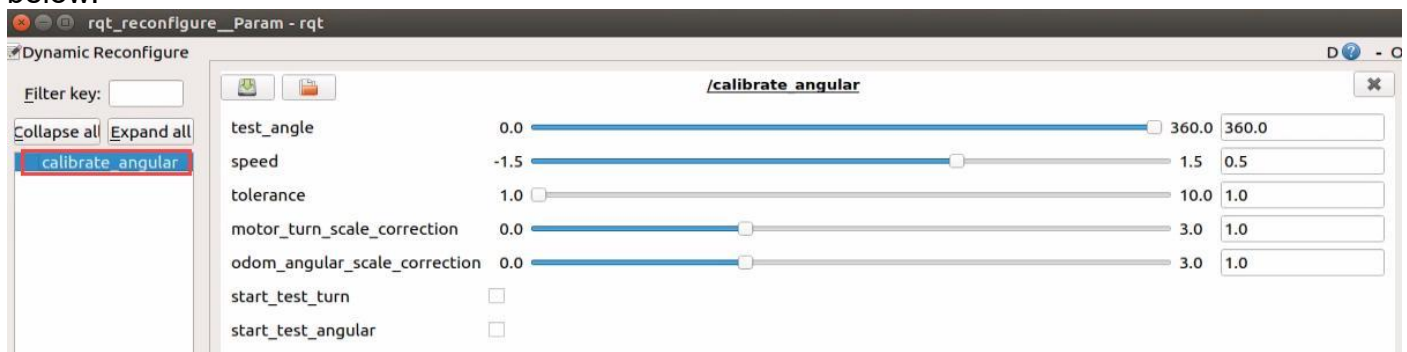 below:
rqt_reconfigure__Param - rqt
Dynamic Reconfigure
D - O
Filter key:
Collapse all Expand all
calibrate_angular
/calibrate_angular
test_angle 0.0 360.0 360.0
speed -1.5 1.5 0.5
tolerance 1.0 10.0 1.0
motor_turn_scale_correction 0.0 3.0 1.0
odom_angular_scale_correction 0.0 3.0 1.0
start_test_turn
start_test_angular